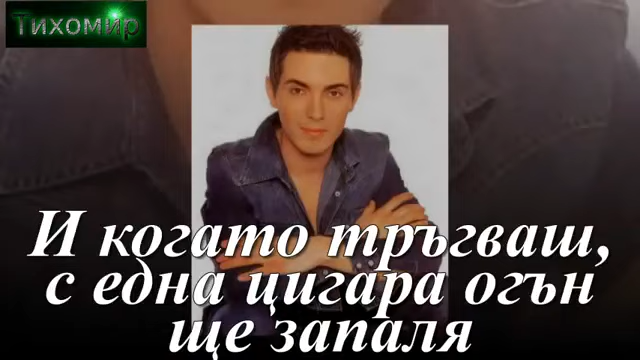 Тихомир
И когато тръгваш,
с една цигара огън
ще запаля